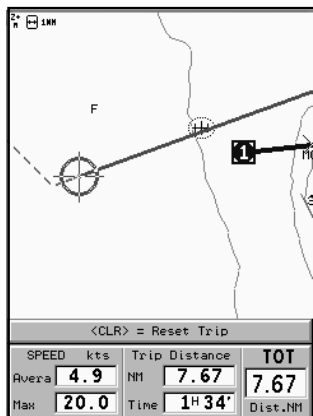 Z+
M 1NM
F
1
<CLR> = Reset Trip
SPEED kts
Avera 4.9
Max 20.0
Trip Distance
NM 7.67
Time 1H 34'
TOT
7.67
Dist.NM